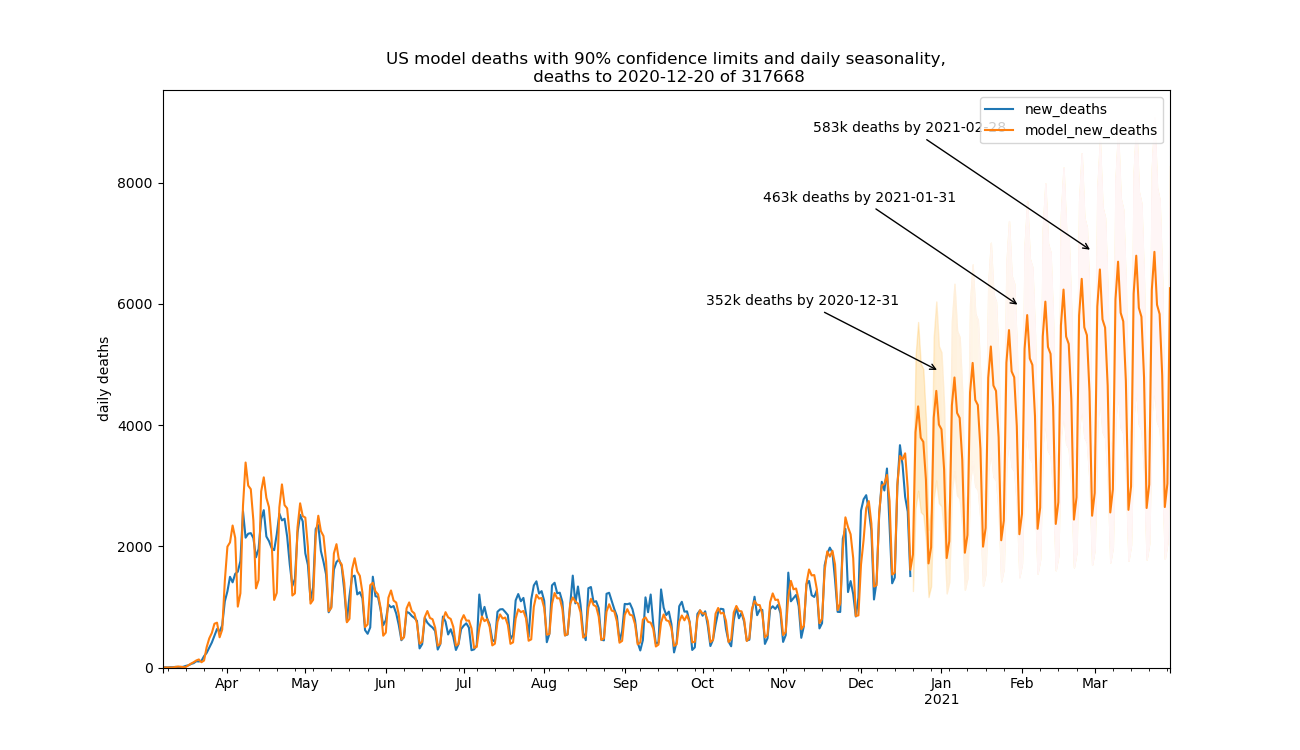 US model deaths with 90% confidence limits and daily seasonality,
deaths to 2020-12-20 of 317668
new_deaths
model_new_deaths
583k deaths by 2021-02-28
463k deaths by 2021-01-31
352k deaths by 2020-12-31
daily deaths
8000
6000
4000
2000
0
Apr May Jun Jul Aug Sep Oct Nov Dec Jan Feb Mar
2021